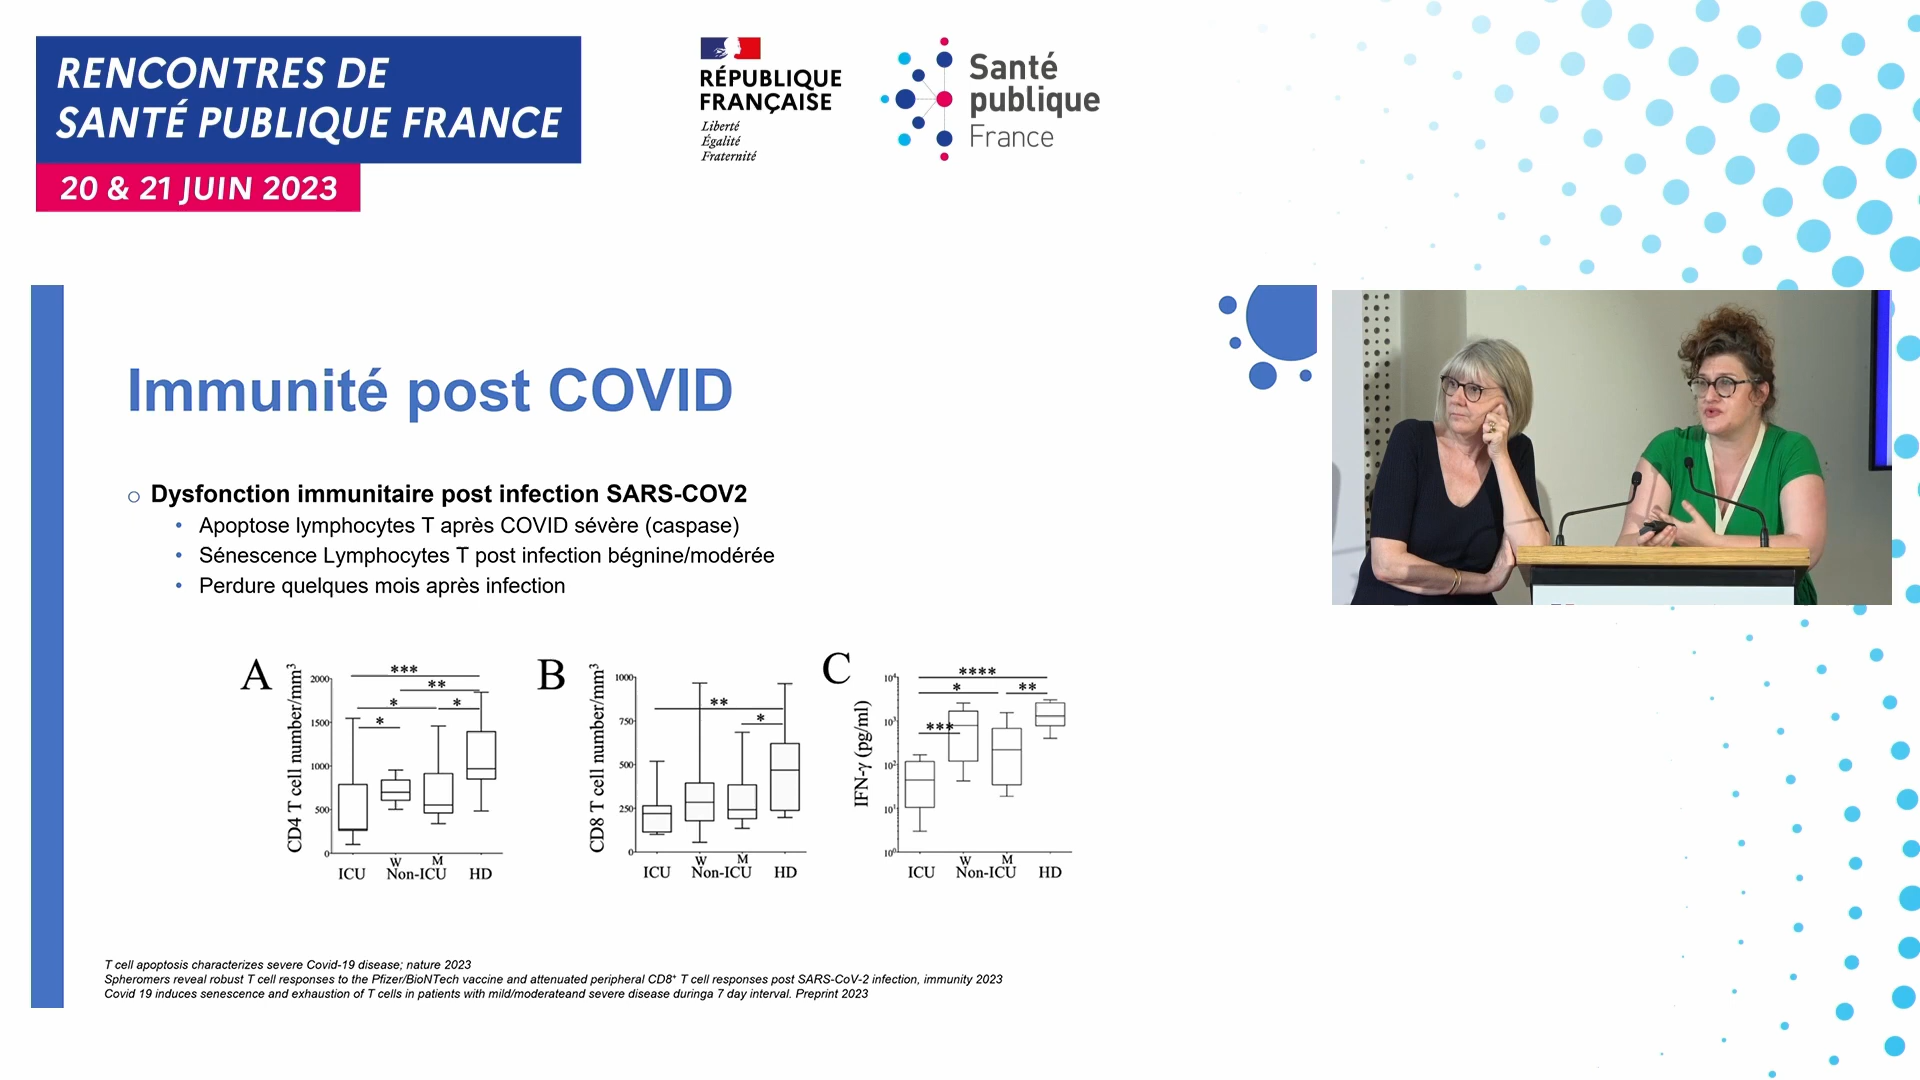 RENCONTRES DE
SANTÉ PUBLIQUE FRANCE
20 & 21 JUIN 2023
RÉPUBLIQUE
FRANÇAISE
Liberté
Égalité
Fraternité
Santé
publique
France
Immunité post COVID
Dysfonction immunitaire post infection SARS-COV2
Apoptose lymphocytes T après COVID sévère (caspase)
Sénescence Lymphocytes T post infection bégnine/modérée
Perdure quelques mois après infection
A
CD4 T cell number/mm³
2000
1500
1000
500
0
***
**
* *
*
W M
ICU Non-ICU HD
B
CD8 T cell number/mm³
1000
750
500
250
0
**
*
W M
ICU Non-ICU HD
C
IFN-γ (pg/ml)
10⁴
10³
10²
10¹
10⁰
****
* **
***
W M
ICU Non-ICU HD
T cell apoptosis characterizes severe Covid-19 disease; nature 2023
Spheromers reveal robust T cell responses to the Pfizer/BioNTech vaccine and attenuated peripheral CD8⁺ T cell responses post SARS-CoV-2 infection, immunity 2023
Covid 19 induces senescence and exhaustion of T cells in patients with mild/moderateand severe disease duringa 7 day interval. Preprint 2023